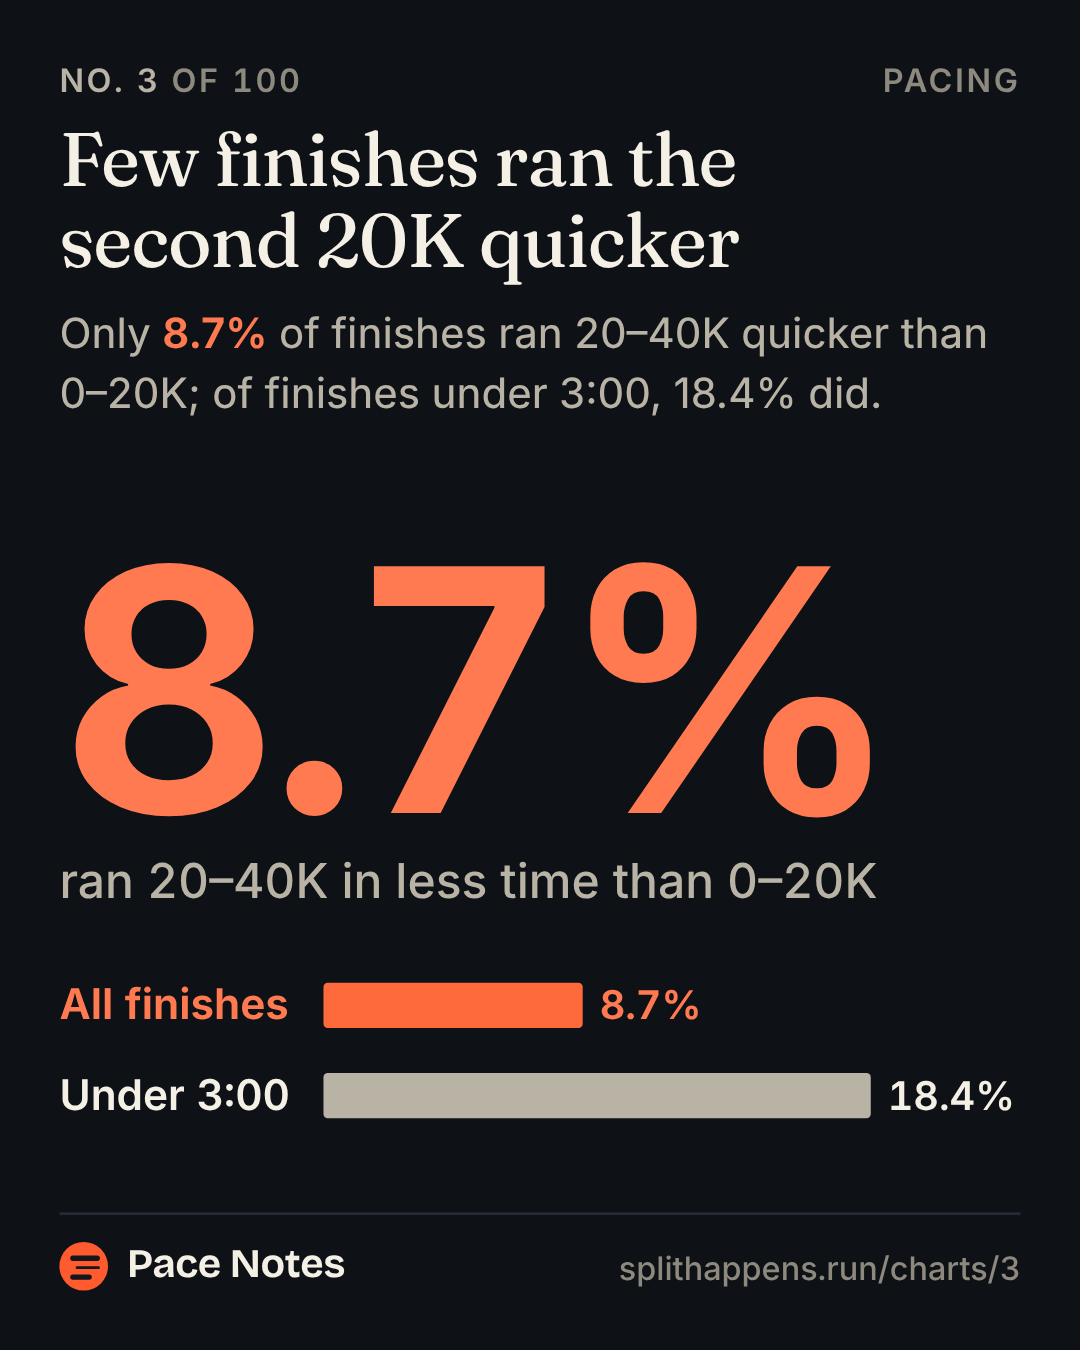 NO. 3 OF 100
PACING
Few finishes ran the
second 20K quicker
Only 8.7% of finishes ran 20–40K quicker than
0–20K; of finishes under 3:00, 18.4% did.
8.7%
ran 20–40K in less time than 0–20K
All finishes 8.7%
Under 3:00 18.4%
Pace Notes
splithappens.run/charts/3